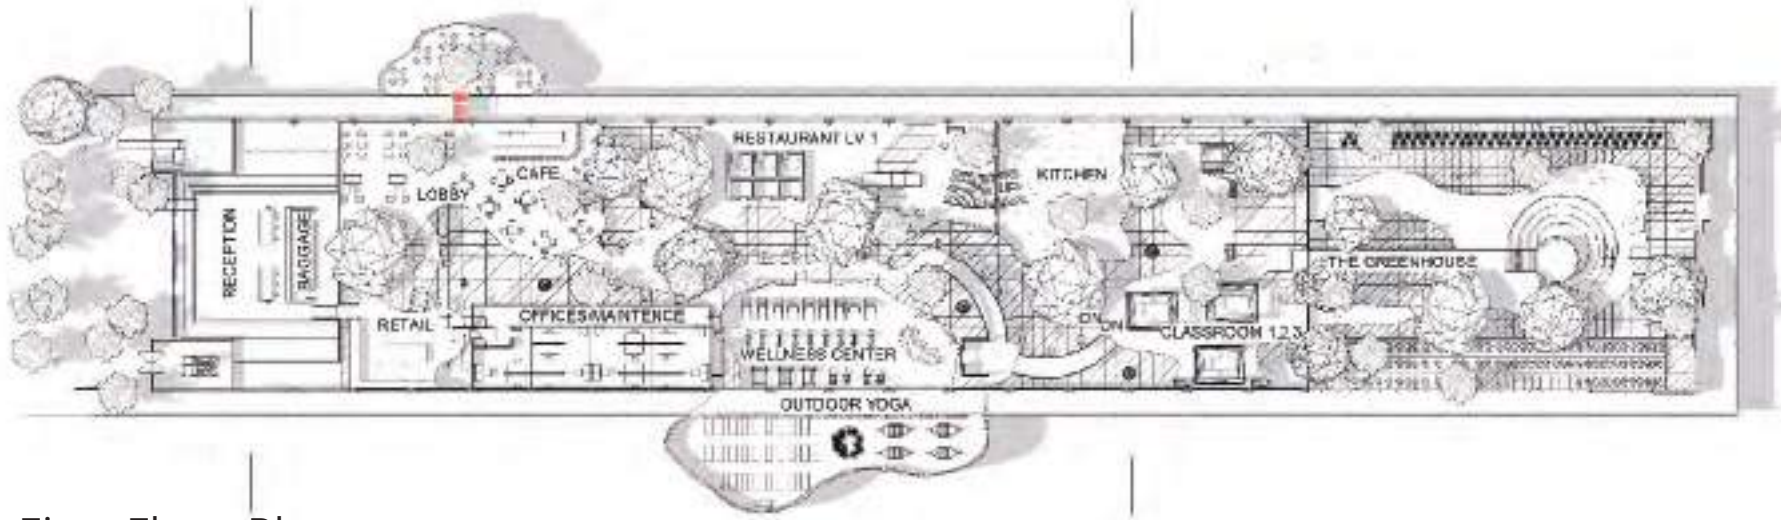 RESTAURANT LV 1
CAFE
LOBBY
UP
KITCHEN
RECEPTION
BAGGAGE
THE GREENHOUSE
RETAIL
OFFICES/MAINTENCE
CLASSROOM 1,2,3
WELLNESS CENTER
OUTDOOR YOGA